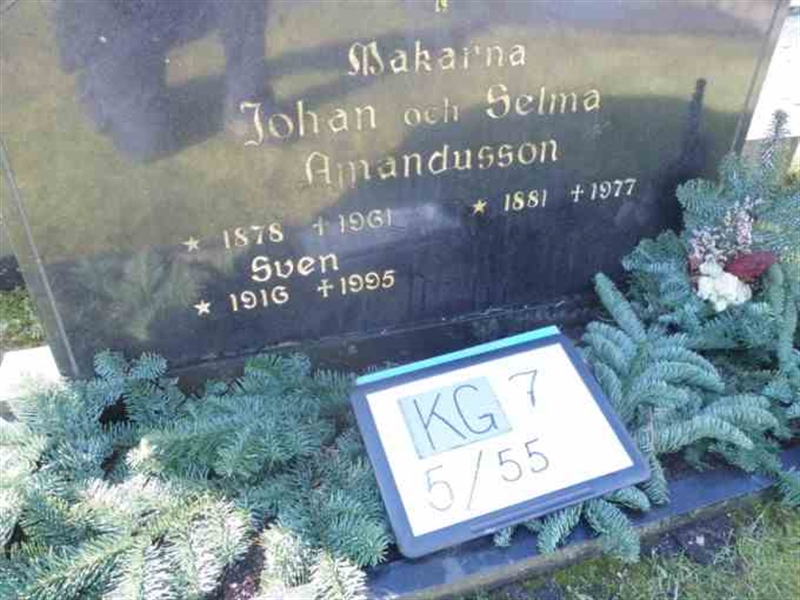 Makarna
Johan och Selma
Amandusson
★ 1878 † 1961 ★ 1881 † 1977
Sven
★ 1916 † 1995
KG 7
5/55